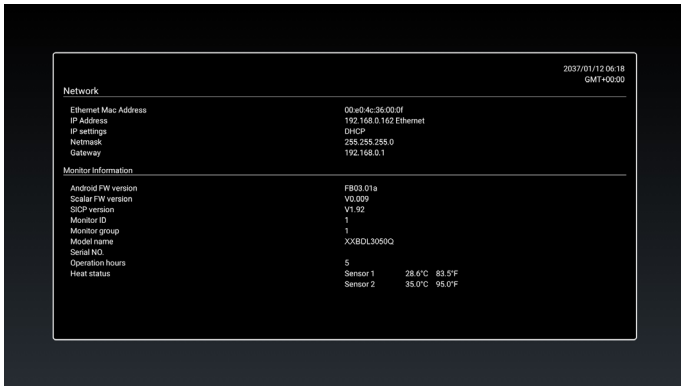 2037/01/12 06:18
GMT+00:00
Network
Ethernet Mac Address 00:e0:4c:36:00:0f
IP Address 192.168.0.162 Ethernet
IP settings DHCP
Netmask 255.255.255.0
Gateway 192.168.0.1
Monitor Information
Android FW version FB03.01a
Scalar FW version V0.009
SICP version V1.92
Monitor ID 1
Monitor group 1
Model name XXBDL3050Q
Serial NO.
Operation hours 5
Heat status Sensor 1 28.6°C 83.5°F
Sensor 2 35.0°C 95.0°F